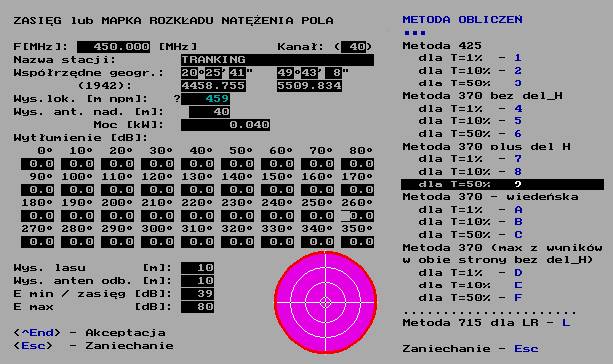 ZASIĘG lub MAPKA ROZKŁADU NATĘŻENIA POLA
F[MHz]: 450.000 [MHz] Kanał: ( 40)
Nazwa stacji: TRANKING
Współrzędne geogr.: 20°25'41" 49°43' 8"
(1942): 4458.755 5509.834
Wys.lok. [m npm]: ? 459
Wys. ant. nad. [m]: 40
Moc [kW]: 0.040
Wytłumienie [dB]:
0° 10° 20° 30° 40° 50° 60° 70° 80°
0.0 0.0 0.0 0.0 0.0 0.0 0.0 0.0 0.0
90° 100° 110° 120° 130° 140° 150° 160° 170°
0.0 0.0 0.0 0.0 0.0 0.0 0.0 0.0 0.0
180° 190° 200° 210° 220° 230° 240° 250° 260°
0.0 0.0 0.0 0.0 0.0 0.0 0.0 0.0 0.0
270° 280° 290° 300° 310° 320° 330° 340° 350°
0.0 0.0 0.0 0.0 0.0 0.0 0.0 0.0 0.0
Wys. lasu [m]: 10
Wys. anten odb. [m]: 10
E min / zasięg [dB]: 39
E max [dB]: 80
<^End> - Akceptacja
<Esc> - Zaniechanie
METODA OBLICZEŃ
Metoda 425
dla T=1% - 1
dla T=10% - 2
dla T=50% - 3
Metoda 370 bez del_H
dla T=1% - 4
dla T=10% - 5
dla T=50% - 6
Metoda 370 plus del H
dla T=1% - 7
dla T=10% - 8
dla T=50% - 9
Metoda 370 - wiedeńska
dla T=1% - A
dla T=10% - B
dla T=50% - C
Metoda 370 (max z wyników
w obie strony bez del_H)
dla T=1% - D
dla T=10% - E
dla T=50% - F
Metoda 715 dla LR - L
Zaniechanie - Esc